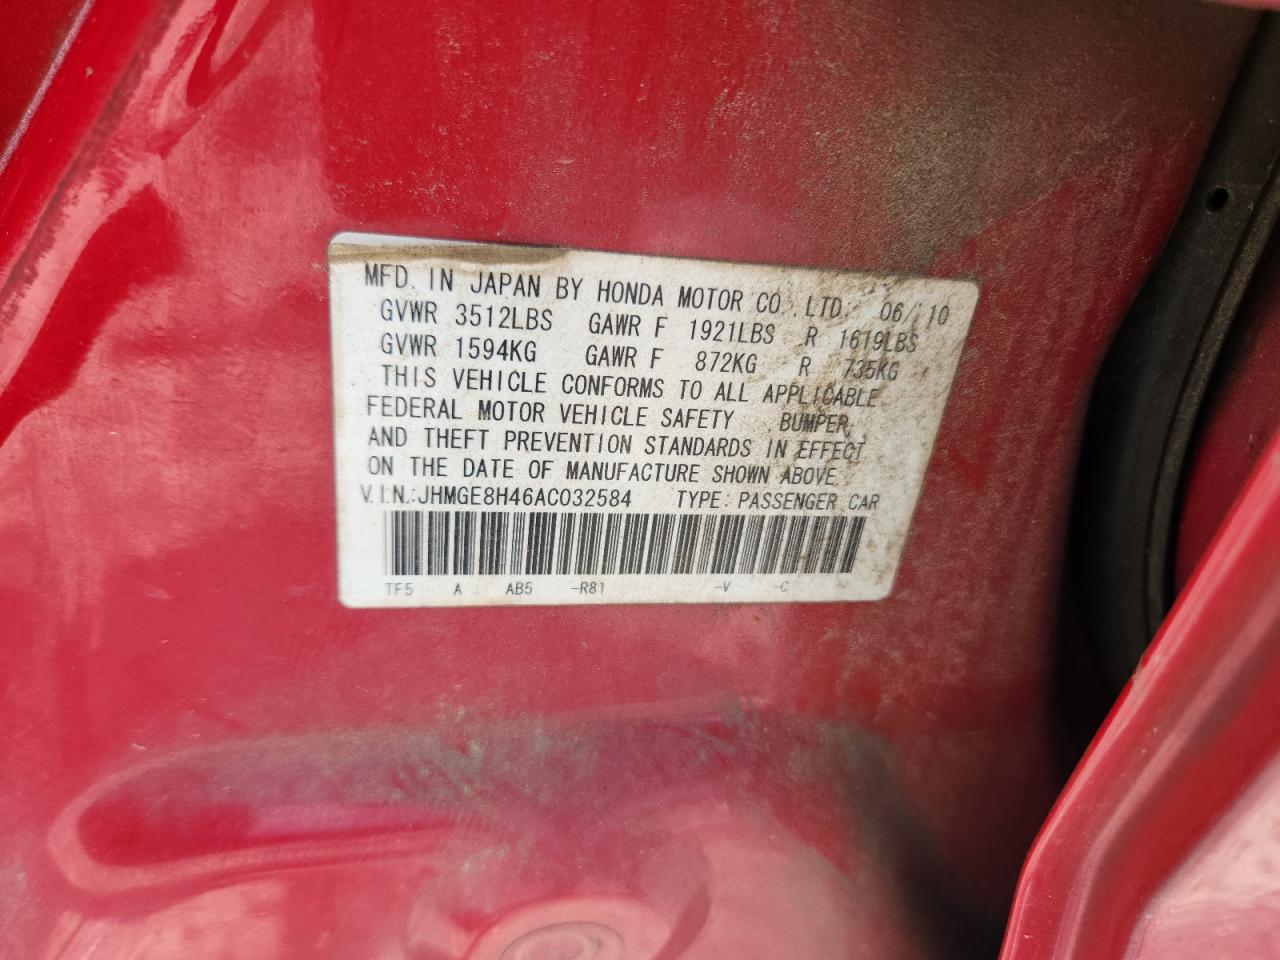 MFD. IN JAPAN BY HONDA MOTOR CO., LTD. 06/10
GVWR 3512LBS GAWR F 1921LBS R 1619LBS
GVWR 1594KG GAWR F 872KG R 735KG
THIS VEHICLE CONFORMS TO ALL APPLICABLE
FEDERAL MOTOR VEHICLE SAFETY, BUMPER,
AND THEFT PREVENTION STANDARDS IN EFFECT
ON THE DATE OF MANUFACTURE SHOWN ABOVE.
V.I.N.:JHMGE8H46AC032584 TYPE: PASSENGER CAR
TF5 A AB5 -R81 -V -C